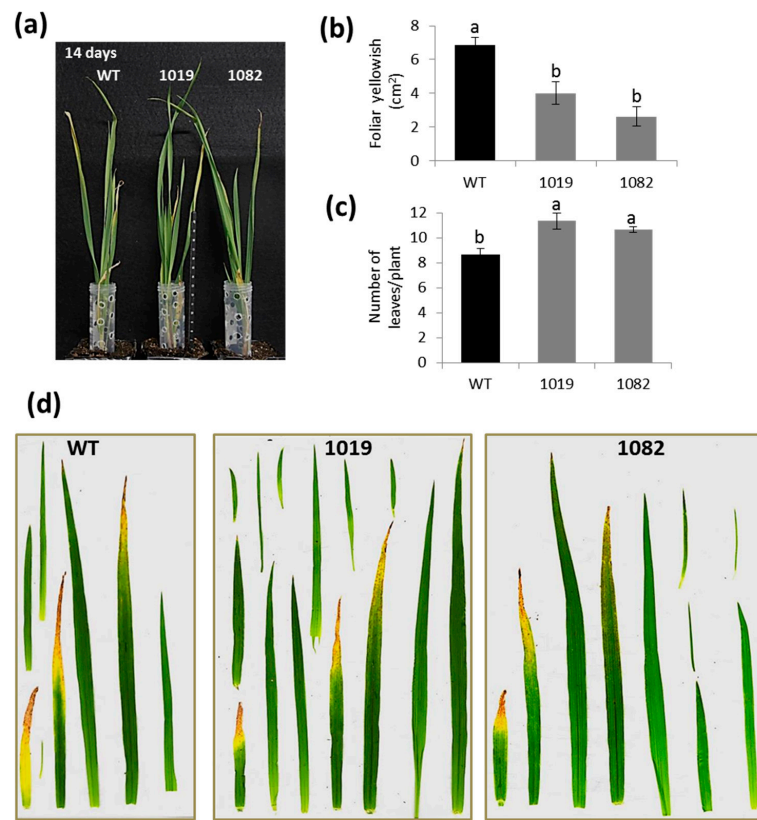 (a)
14 days
WT 1019 1082
(b)
Foliar yellowish
(cm²)
8
6
4
2
0
a
b
b
WT 1019 1082
(c)
Number of
leaves/plant
12
10
8
6
4
2
0
b
a
a
WT 1019 1082
(d)
WT
1019
1082